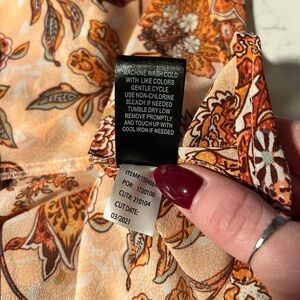 MACHINE WASH COLD
WITH LIKE COLORS
GENTLE CYCLE
USE NON-CHLORINE
BLEACH IF NEEDED
TUMBLE DRY LOW
REMOVE PROMPTLY
AND TOUCH UP WITH
COOL IRON IF NEEDED
ITEM#:
PO#: 
CUT#: 210104
CUT DATE:
03/2021